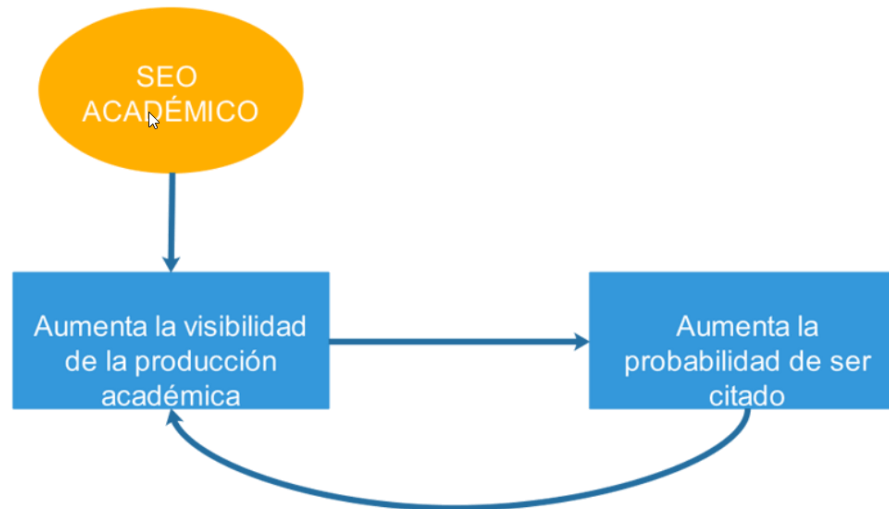 SEO
ACADÉMICO
Aumenta la visibilidad
de la producción
académica
Aumenta la
probabilidad de ser
citado